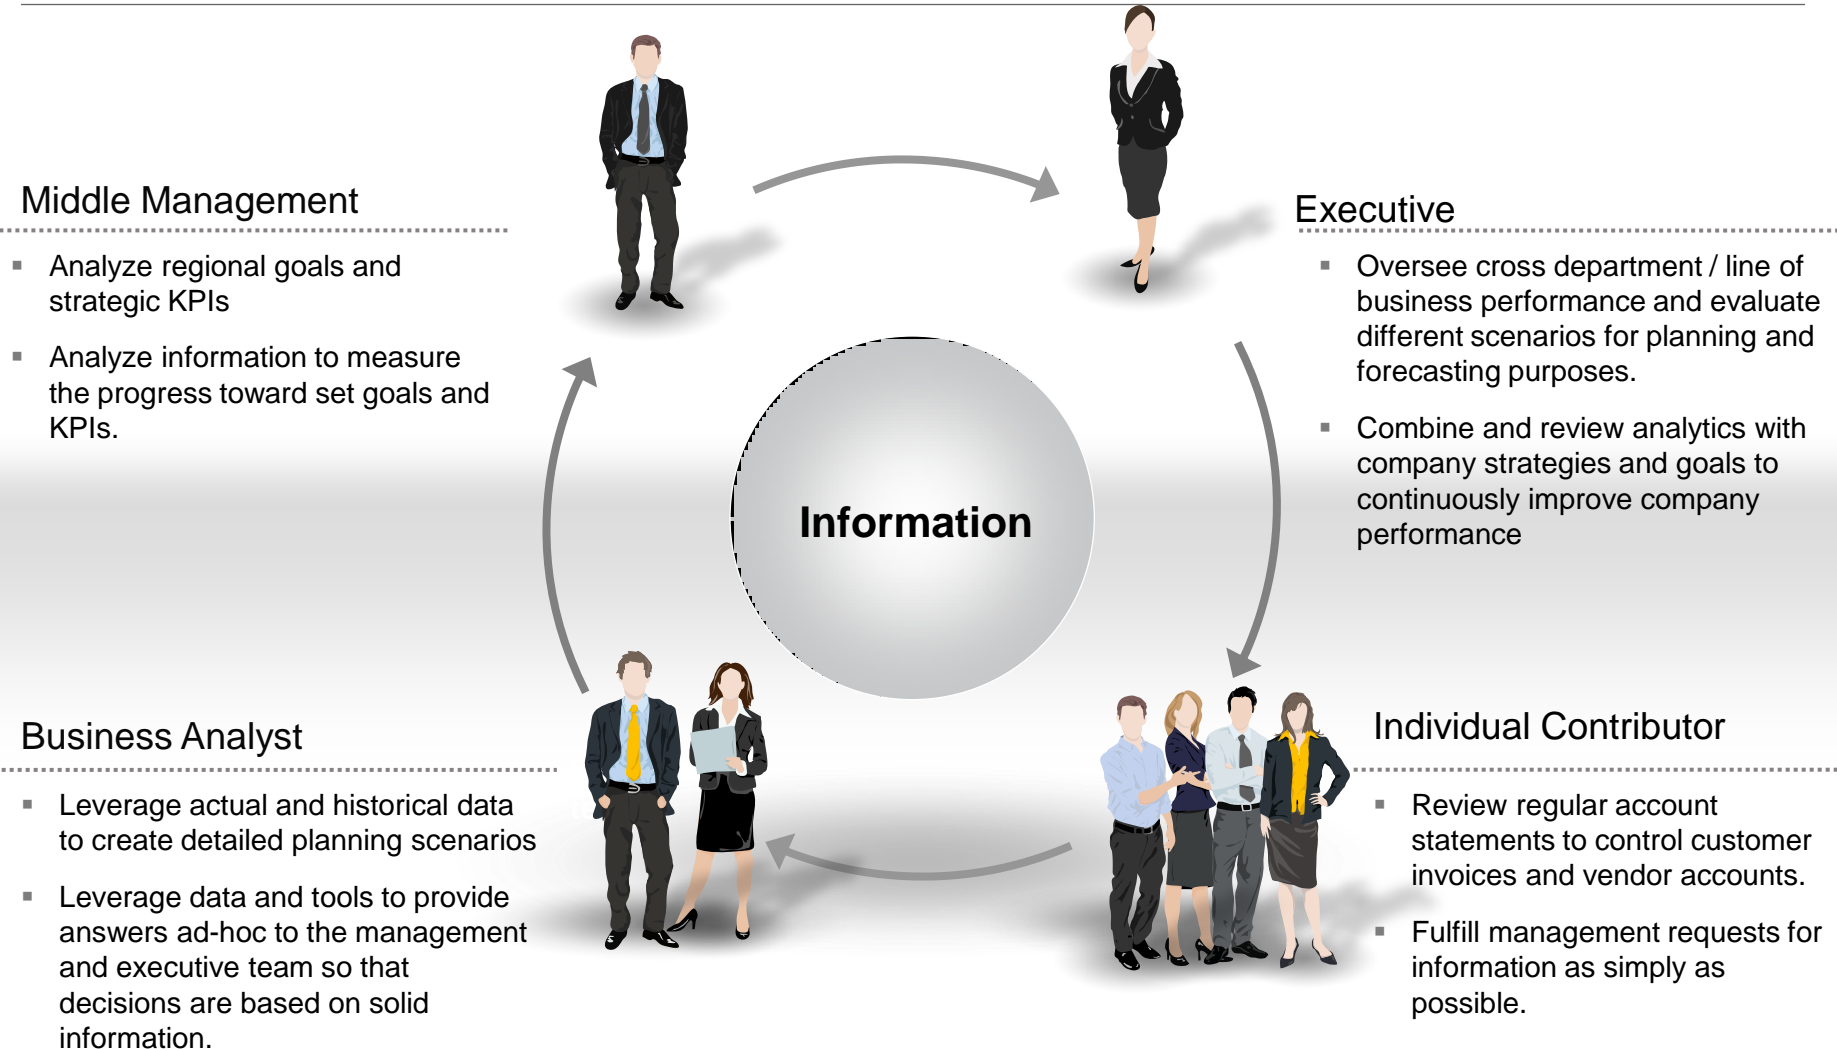 Middle Management
▪ Analyze regional goals and
strategic KPIs
▪ Analyze information to measure
the progress toward set goals and
KPIs.
Executive
▪ Oversee cross department / line of
business performance and evaluate
different scenarios for planning and
forecasting purposes.
▪ Combine and review analytics with
company strategies and goals to
continuously improve company
performance
Information
Business Analyst
▪ Leverage actual and historical data
to create detailed planning scenarios
▪ Leverage data and tools to provide
answers ad-hoc to the management
and executive team so that
decisions are based on solid
information.
Individual Contributor
▪ Review regular account
statements to control customer
invoices and vendor accounts.
▪ Fulfill management requests for
information as simply as
possible.